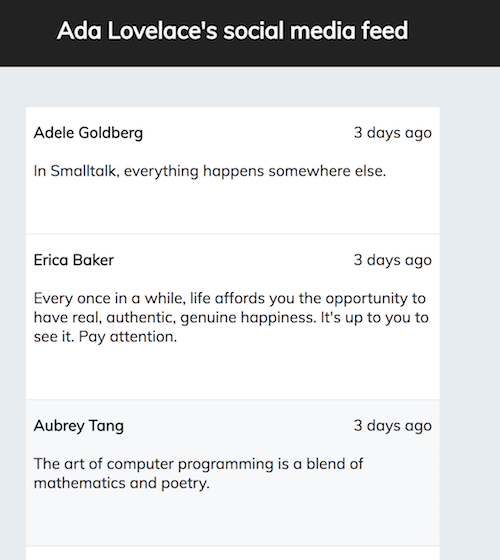 Ada Lovelace's social media feed
Adele Goldberg 3 days ago
In Smalltalk, everything happens somewhere else.
Erica Baker 3 days ago
Every once in a while, life affords you the opportunity to
have real, authentic, genuine happiness. It's up to you to
see it. Pay attention.
Aubrey Tang 3 days ago
The art of computer programming is a blend of
mathematics and poetry.